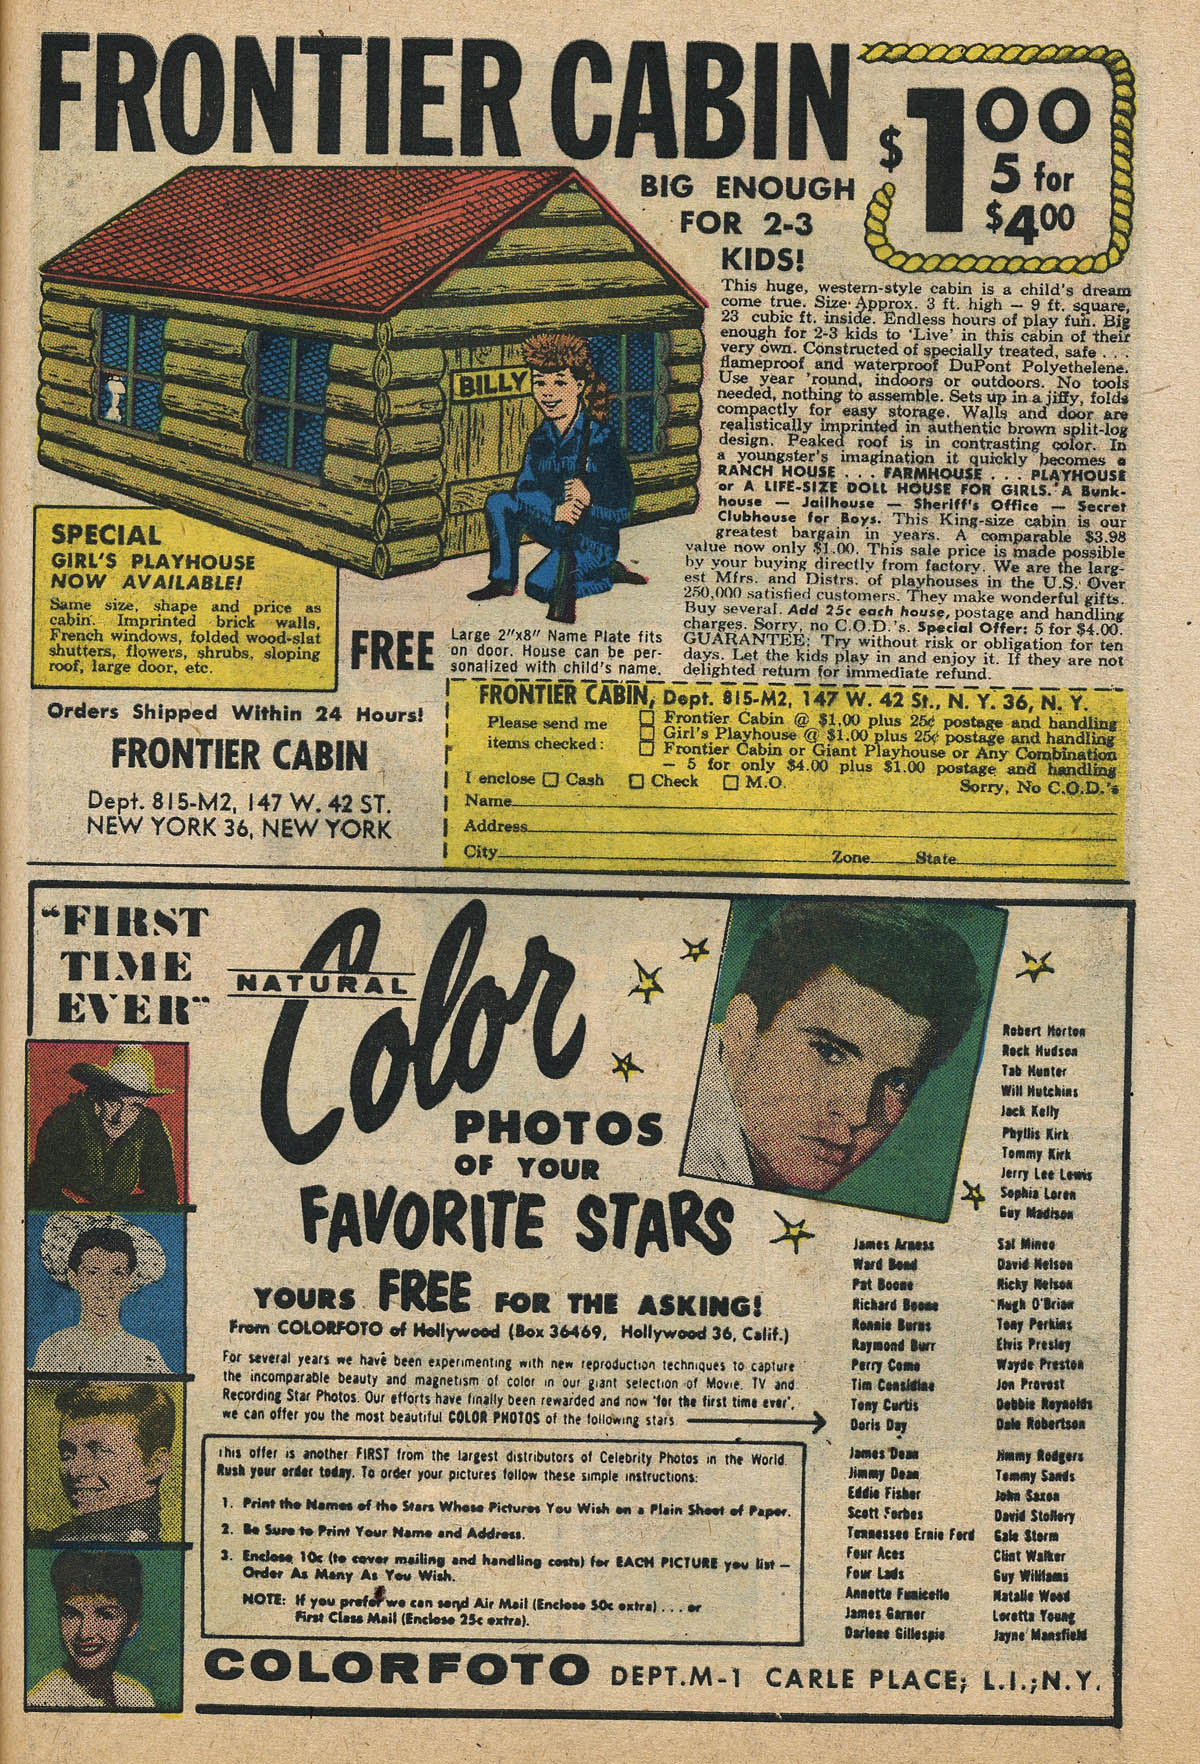 FRONTIER CABIN
$1.00
5 for
$4.00
BIG ENOUGH
FOR 2-3
KIDS!
BILLY
This huge, western-style cabin is a child's dream
come true. Size Approx. 3 ft. high — 9 ft. square,
23 cubic ft. inside. Endless hours of play fun. Big
enough for 2-3 kids to 'Live' in this cabin of their
very own. Constructed of specially treated, safe . . .
flameproof and waterproof DuPont Polyethelene.
Use year 'round, indoors or outdoors. No tools
needed, nothing to assemble. Sets up in a jiffy, folds
compactly for easy storage. Walls and door are
realistically imprinted in authentic brown split-log
design. Peaked roof is in contrasting color. In
a youngster's imagination it quickly becomes a
RANCH HOUSE . . . FARMHOUSE . . . PLAYHOUSE
or A LIFE-SIZE DOLL HOUSE FOR GIRLS. A Bunk-
house — Jailhouse — Sheriff's Office — Secret
Clubhouse for Boys. This King-size cabin is our
greatest bargain in years. A comparable $3.98
value now only $1.00. This sale price is made possible
by your buying directly from factory. We are the larg-
est Mfrs. and Distrs. of playhouses in the U.S. Over
250,000 satisfied customers. They make wonderful gifts.
Buy several. Add 25c each house, postage and handling
charges. Sorry, no C.O.D.'s. Special Offer: 5 for $4.00.
GUARANTEE: Try without risk or obligation for ten
days. Let the kids play in and enjoy it. If they are not
delighted return for immediate refund.
SPECIAL
GIRL'S PLAYHOUSE
NOW AVAILABLE!
Same size, shape and price as
cabin. Imprinted brick walls,
French windows, folded wood-slat
shutters, flowers, shrubs, sloping
roof, large door, etc.
FREE
Large 2"x8" Name Plate fits
on door. House can be per-
sonalized with child's name.
Orders Shipped Within 24 Hours!
FRONTIER CABIN
Dept. 815-M2, 147 W. 42 ST.
NEW YORK 36, NEW YORK
FRONTIER CABIN, Dept. 815-M2, 147 W. 42 St., N. Y. 36, N. Y.
Please send me
items checked:
Frontier Cabin @ $1.00 plus 25¢ postage and handling
Girl's Playhouse @ $1.00 plus 25¢ postage and handling
Frontier Cabin or Giant Playhouse or Any Combination
— 5 for only $4.00 plus $1.00 postage and handling
I enclose Cash Check M.O. Sorry, No C.O.D.'s
Name
Address
City Zone State
"FIRST
TIME
EVER"
NATURAL
Color
PHOTOS
OF YOUR
FAVORITE STARS
YOURS FREE FOR THE ASKING!
From COLORFOTO of Hollywood (Box 36469, Hollywood 36, Calif.)
For several years we have been experimenting with new reproduction techniques to capture
the incomparable beauty and magnetism of color in our giant selection of Movie, TV and
Recording Star Photos. Our efforts have finally been rewarded and now 'for the first time ever',
we can offer you the most beautiful COLOR PHOTOS of the following stars
This offer is another FIRST from the largest distributors of Celebrity Photos in the World.
Rush your order today. To order your pictures follow these simple instructions:
1. Print the Names of the Stars Whose Pictures You Wish on a Plain Sheet of Paper.
2. Be Sure to Print Your Name and Address.
3. Enclose 10c (to cover mailing and handling costs) for EACH PICTURE you list —
Order As Many As You Wish.
NOTE: If you prefer we can send Air Mail (Enclose 50c extra) . . . or
First Class Mail (Enclose 25c extra).
Robert Horton
Rock Hudson
Tab Hunter
Will Hutchins
Jack Kelly
Phyllis Kirk
Tommy Kirk
Jerry Lee Lewis
Sophia Loren
Guy Madison
James Arness
Ward Bond
Pat Boone
Richard Boone
Ronnie Burns
Raymond Burr
Perry Como
Tim Considine
Tony Curtis
Doris Day
James Dean
Jimmy Dean
Eddie Fisher
Scott Forbes
Tennessee Ernie Ford
Four Aces
Four Lads
Annette Funicello
James Garner
Darlene Gillespie
Sal Mineo
David Nelson
Ricky Nelson
Hugh O'Brian
Tony Perkins
Elvis Presley
Wayde Preston
Jon Provost
Debbie Reynolds
Dale Robertson
Jimmy Rodgers
Tommy Sands
John Saxon
David Stollery
Gale Storm
Clint Walker
Guy Williams
Natalie Wood
Loretta Young
Jayne Mansfield
COLORFOTO DEPT.M-1 CARLE PLACE; L.I.;N.Y.